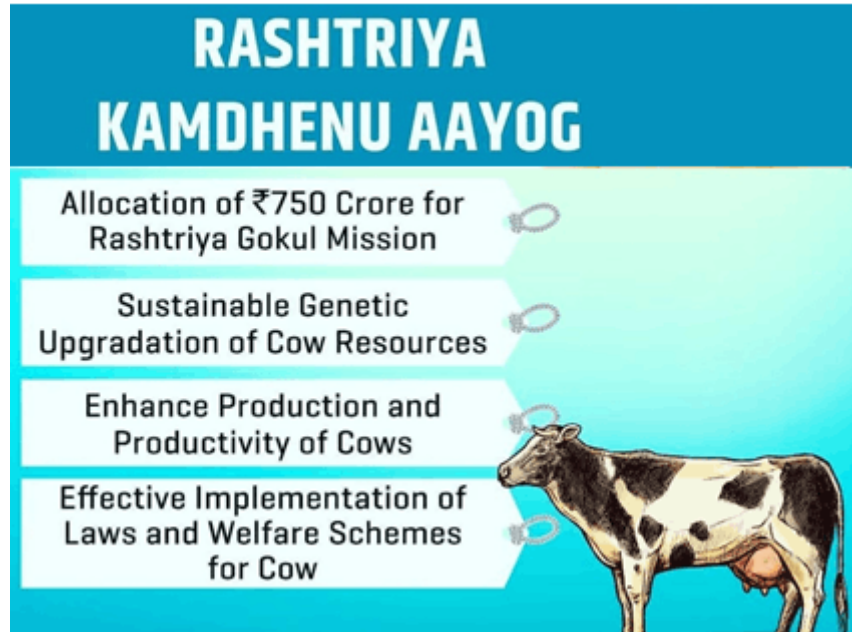 RASHTRIYA
KAMDHENU AAYOG
Allocation of ₹750 Crore for
Rashtriya Gokul Mission
Sustainable Genetic
Upgradation of Cow Resources
Enhance Production and
Productivity of Cows
Effective Implementation of
Laws and Welfare Schemes
for Cow